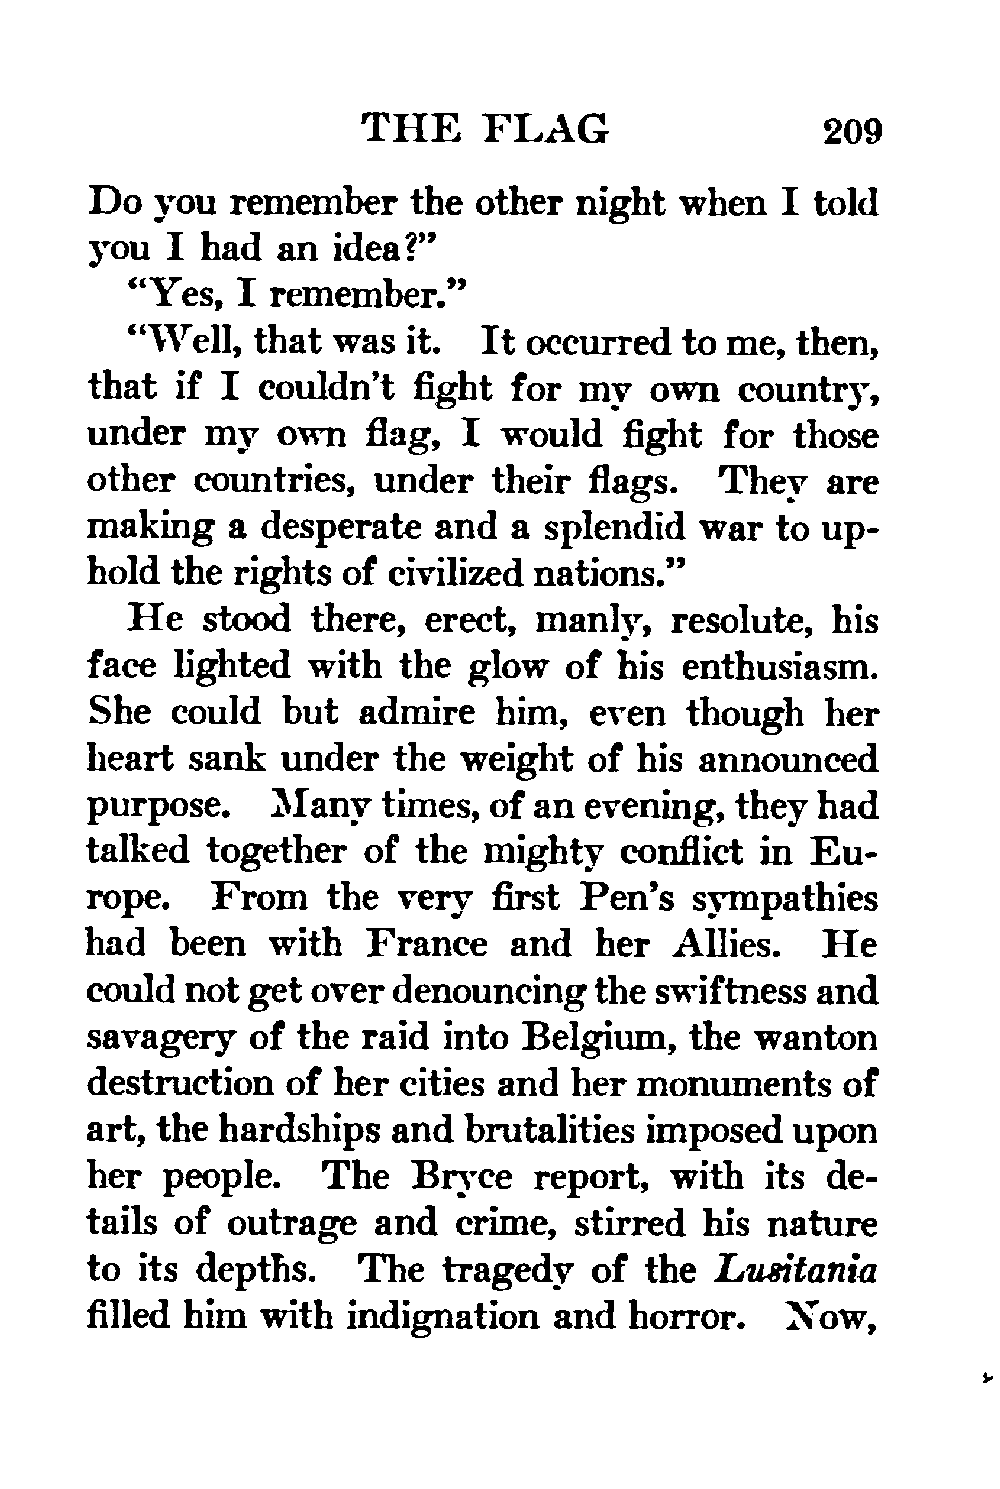 THE FLAG 209
Do you remember the other night when I told
you I had an idea?"
"Yes, I remember."
"Well, that was it. It occurred to me, then,
that if I couldn't fight for my own country,
under my own flag, I would fight for those
other countries, under their flags. They are
making a desperate and a splendid war to up-
hold the rights of civilized nations."
He stood there, erect, manly, resolute, his
face lighted with the glow of his enthusiasm.
She could but admire him, even though her
heart sank under the weight of his announced
purpose. Many times, of an evening, they had
talked together of the mighty conflict in Eu-
rope. From the very first Pen's sympathies
had been with France and her Allies. He
could not get over denouncing the swiftness and
savagery of the raid into Belgium, the wanton
destruction of her cities and her monuments of
art, the hardships and brutalities imposed upon
her people. The Bryce report, with its de-
tails of outrage and crime, stirred his nature
to its depths. The tragedy of the Lusitania
filled him with indignation and horror. Now,